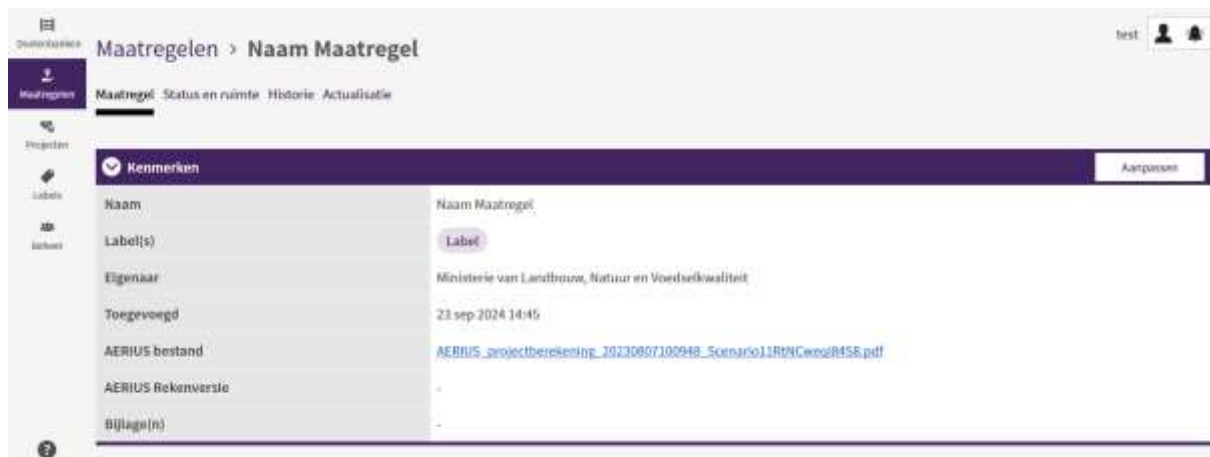 test
Maatregelen > Naam Maatregel
Maatregelen
Maatregel Status en ruimte Historie Actualisatie
Projecten
Kenmerken Aanpassen
Labels
Naam Naam Maatregel
Label(s) Label
Beheer
Eigenaar Ministerie van Landbouw, Natuur en Voedselkwaliteit
Toegevoegd 23 sep 2024 14:45
AERIUS bestand
AERIUS Rekenversie -
Bijlage(n) -
?